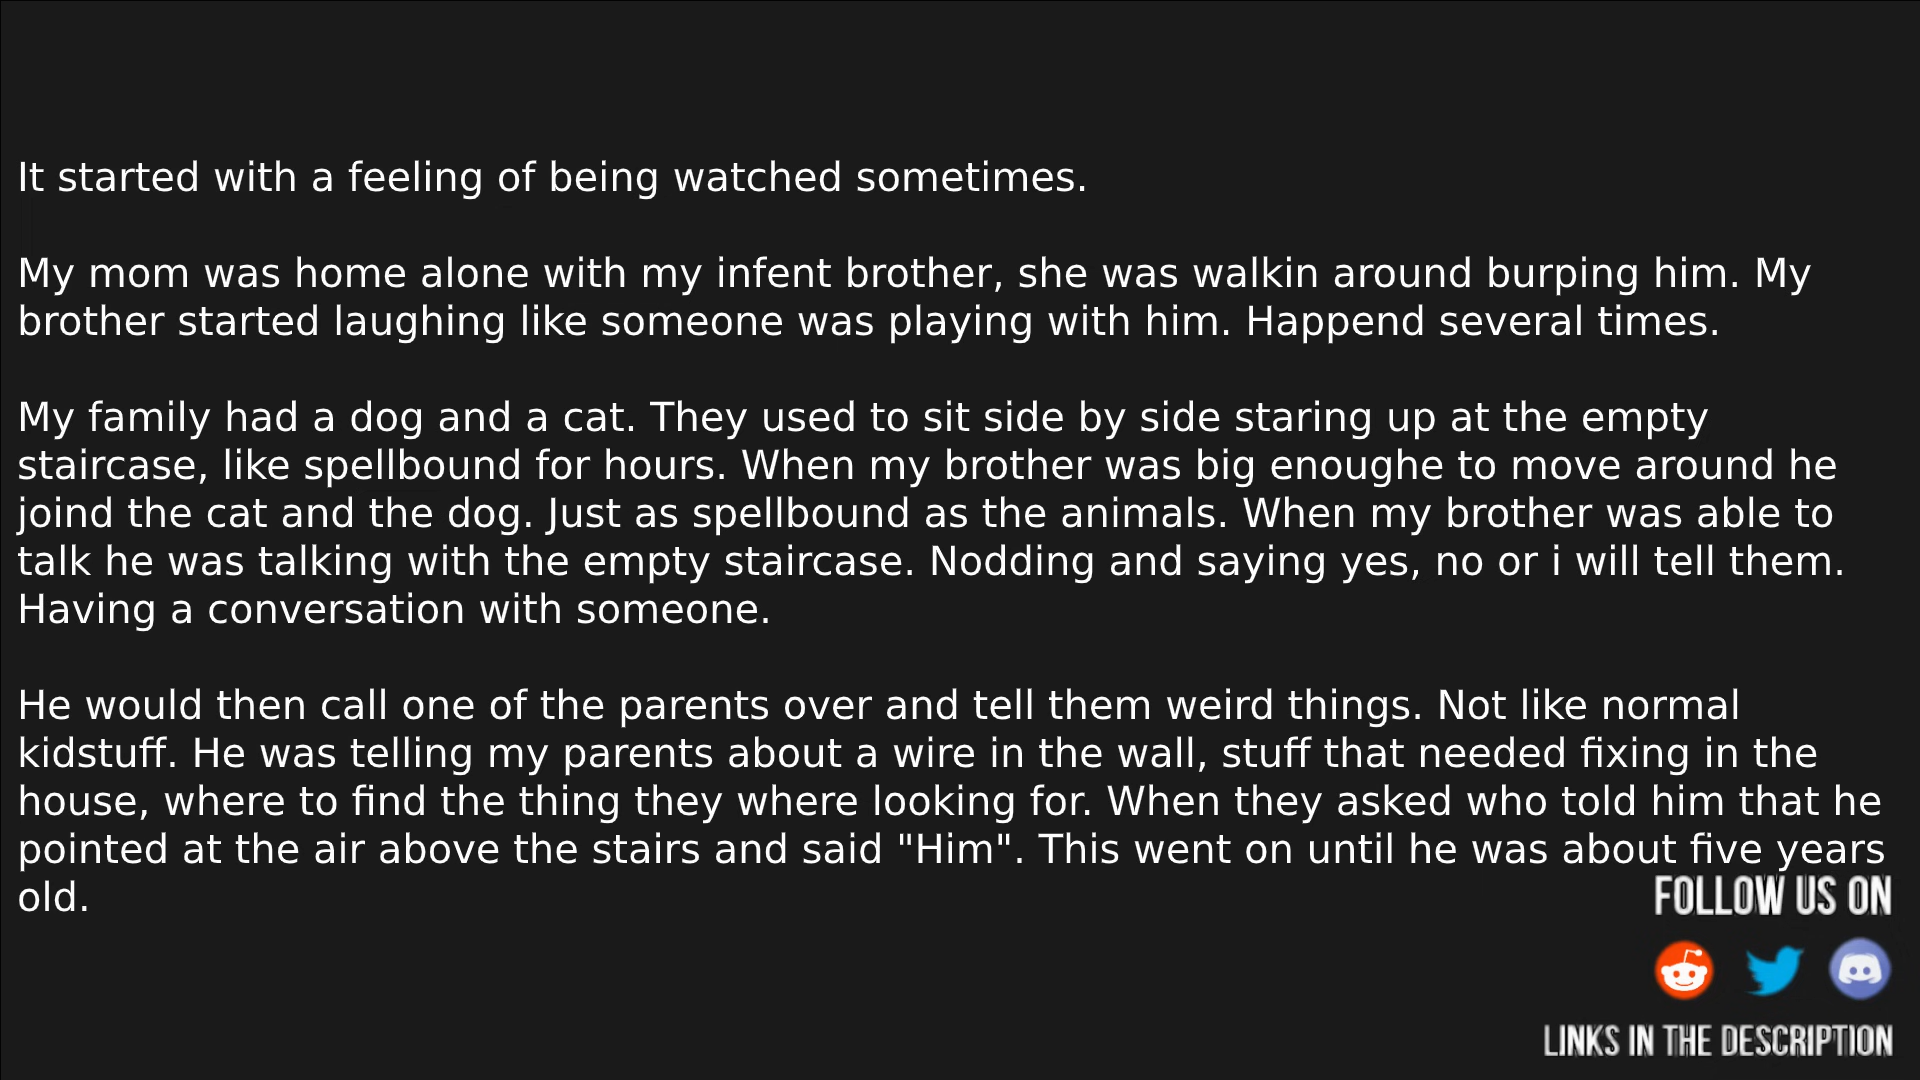 It started with a feeling of being watched sometimes.
My mom was home alone with my infent brother, she was walkin around burping him. My
brother started laughing like someone was playing with him. Happend several times.
My family had a dog and a cat. They used to sit side by side staring up at the empty
staircase, like spellbound for hours. When my brother was big enoughe to move around he
joind the cat and the dog. Just as spellbound as the animals. When my brother was able to
talk he was talking with the empty staircase. Nodding and saying yes, no or i will tell them.
Having a conversation with someone.
He would then call one of the parents over and tell them weird things. Not like normal
kidstuff. He was telling my parents about a wire in the wall, stuff that needed fixing in the
house, where to find the thing they where looking for. When they asked who told him that he
pointed at the air above the stairs and said "Him". This went on until he was about five years
old.
FOLLOW US ON
LINKS IN THE DESCRIPTION